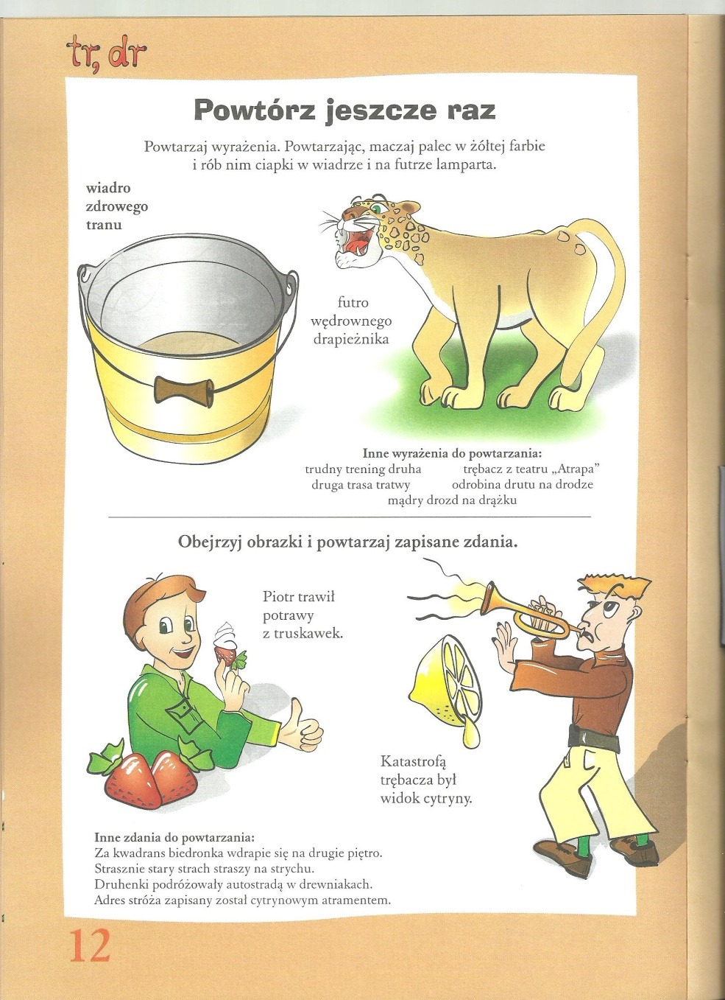 tr, dr
Powtórz jeszcze raz
Powtarzaj wyrażenia. Powtarzając, maczaj palec w żółtej farbie
i rób nim ciapki w wiadrze i na futrze lamparta.
wiadro
zdrowego
tranu
futro
wędrownego
drapieżnika
Inne wyrażenia do powtarzania:
trudny trening druha
trębacz z teatru „Atrapa”
druga trasa tratwy
odrobina drutu na drodze
mądry drozd na drążku
Obejrzyj obrazki i powtarzaj zapisane zdania.
Piotr trawił
potrawy
z truskawek.
Katastrofą
trębacza był
widok cytryny.
Inne zdania do powtarzania:
Za kwadrans biedronka wdrapie się na drugie piętro.
Strasznie stary strach straszy na strychu.
Druhenki podróżowały autostradą w drewniakach.
Adres stróża zapisany został cytrynowym atramentem.
12